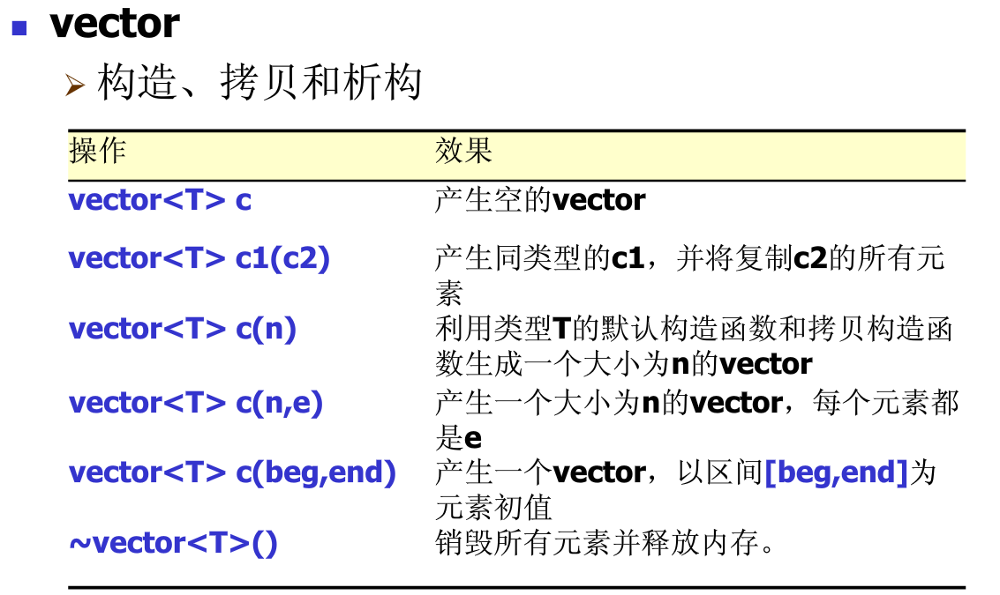 vector
构造、拷贝和析构
操作 效果
vector<T> c 产生空的vector
vector<T> c1(c2) 产生同类型的c1，并将复制c2的所有元
素
vector<T> c(n) 利用类型T的默认构造函数和拷贝构造函
数生成一个大小为n的vector
vector<T> c(n,e) 产生一个大小为n的vector，每个元素都
是e
vector<T> c(beg,end) 产生一个vector，以区间[beg,end]为
元素初值
~vector<T>() 销毁所有元素并释放内存。